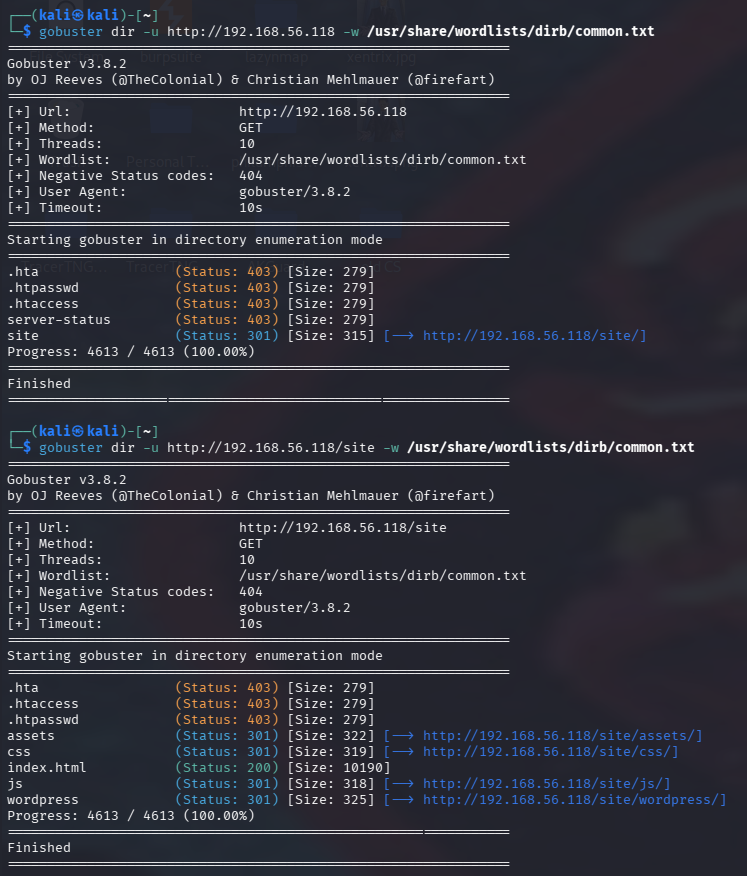 ┌──(kali㉿kali)-[~]
└─$ gobuster dir -u http://192.168.56.118 -w /usr/share/wordlists/dirb/common.txt
===============================================================
Gobuster v3.8.2
by OJ Reeves (@TheColonial) & Christian Mehlmauer (@firefart)
===============================================================
[+] Url:                     http://192.168.56.118
[+] Method:                  GET
[+] Threads:                 10
[+] Wordlist:                /usr/share/wordlists/dirb/common.txt
[+] Negative Status codes:   404
[+] User Agent:              gobuster/3.8.2
[+] Timeout:                 10s
===============================================================
Starting gobuster in directory enumeration mode
===============================================================
.hta                 (Status: 403) [Size: 279]
.htpasswd            (Status: 403) [Size: 279]
.htaccess            (Status: 403) [Size: 279]
server-status        (Status: 403) [Size: 279]
site                 (Status: 301) [Size: 315] [--> http://192.168.56.118/site/]
Progress: 4613 / 4613 (100.00%)
===============================================================
Finished
===============================================================
┌──(kali㉿kali)-[~]
└─$ gobuster dir -u http://192.168.56.118/site -w /usr/share/wordlists/dirb/common.txt
===============================================================
Gobuster v3.8.2
by OJ Reeves (@TheColonial) & Christian Mehlmauer (@firefart)
===============================================================
[+] Url:                     http://192.168.56.118/site
[+] Method:                  GET
[+] Threads:                 10
[+] Wordlist:                /usr/share/wordlists/dirb/common.txt
[+] Negative Status codes:   404
[+] User Agent:              gobuster/3.8.2
[+] Timeout:                 10s
===============================================================
Starting gobuster in directory enumeration mode
===============================================================
.hta                 (Status: 403) [Size: 279]
.htaccess            (Status: 403) [Size: 279]
.htpasswd            (Status: 403) [Size: 279]
assets               (Status: 301) [Size: 322] [--> http://192.168.56.118/site/assets/]
css                  (Status: 301) [Size: 319] [--> http://192.168.56.118/site/css/]
index.html           (Status: 200) [Size: 10190]
js                   (Status: 301) [Size: 318] [--> http://192.168.56.118/site/js/]
wordpress            (Status: 301) [Size: 325] [--> http://192.168.56.118/site/wordpress/]
Progress: 4613 / 4613 (100.00%)
===============================================================
Finished
===============================================================